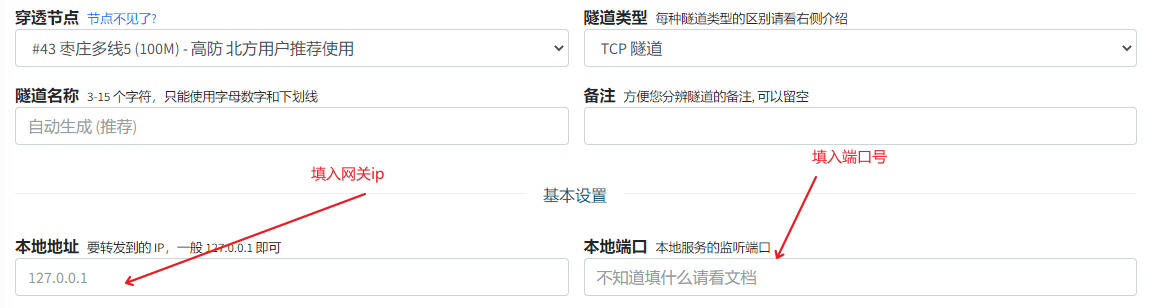 穿透节点 节点不见了?
隧道类型 每种隧道类型的区别请看右侧介绍
#43 枣庄多线5 (100M) - 高防 北方用户推荐使用
TCP 隧道
隧道名称 3-15 个字符，只能使用字母数字和下划线
备注 方便您分辨隧道的备注, 可以留空
自动生成 (推荐)
填入网关ip
填入端口号
基本设置
本地地址 要转发到的 IP，一般 127.0.0.1 即可
本地端口 本地服务的监听端口
127.0.0.1
不知道填什么请看文档